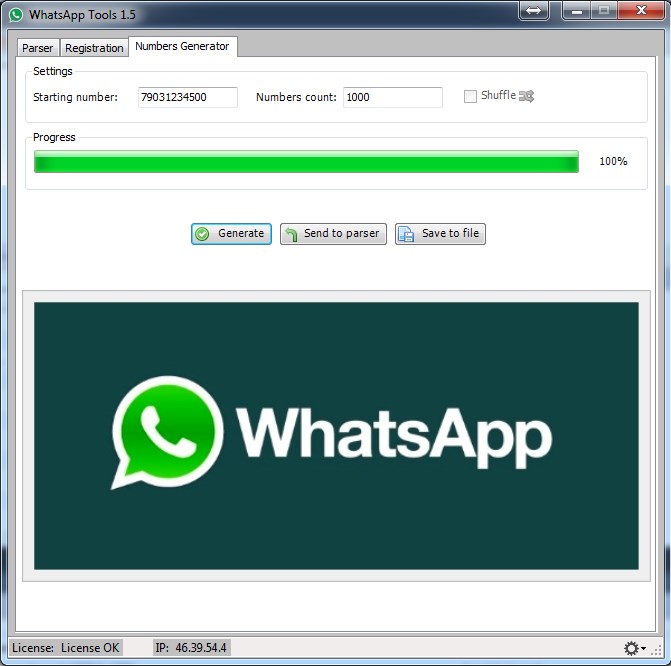 WhatsApp Tools 1.5
Parser Registration Numbers Generator
Settings
Starting number: 79031234500 Numbers count: 1000 Shuffle
Progress
100%
Generate Send to parser Save to file
WhatsApp
License: License OK IP: 46.39.54.4